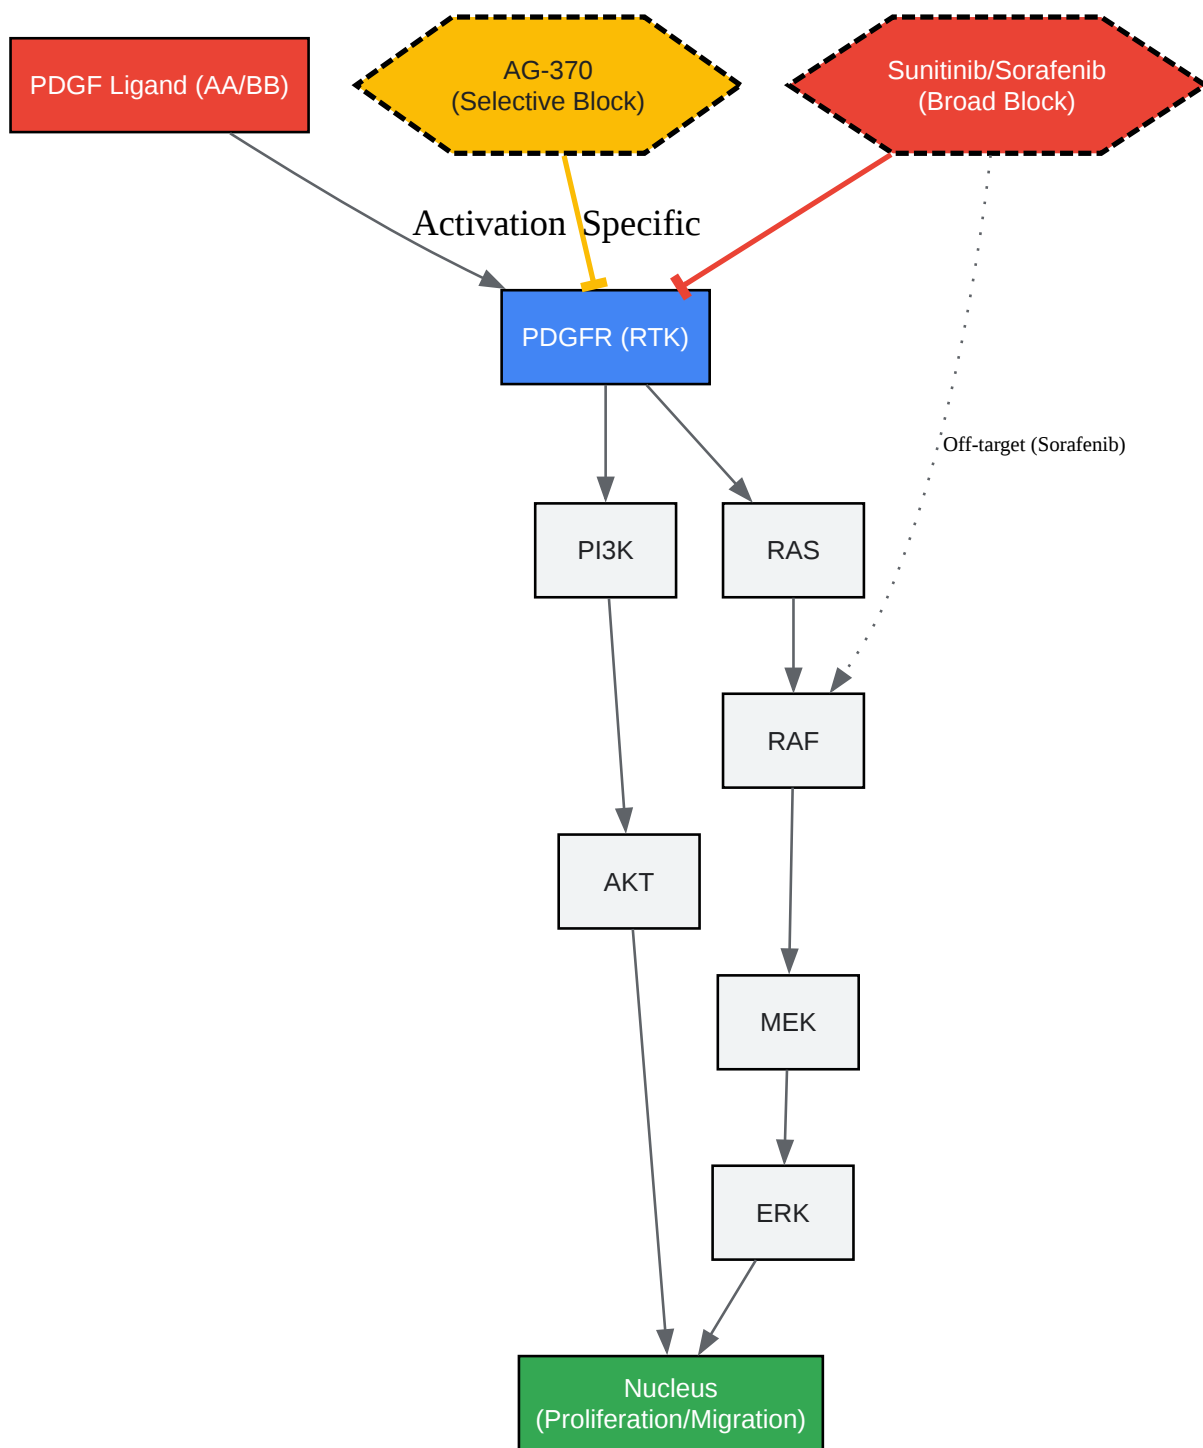 PDGF Ligand (AA/BB)
AG-370
(Selective Block)
Sunitinib/Sorafenib
(Broad Block)
Activation
Specific
PDGFR (RTK)
Off-target (Sorafenib)
PI3K
RAS
RAF
AKT
MEK
ERK
Nucleus
(Proliferation/Migration)